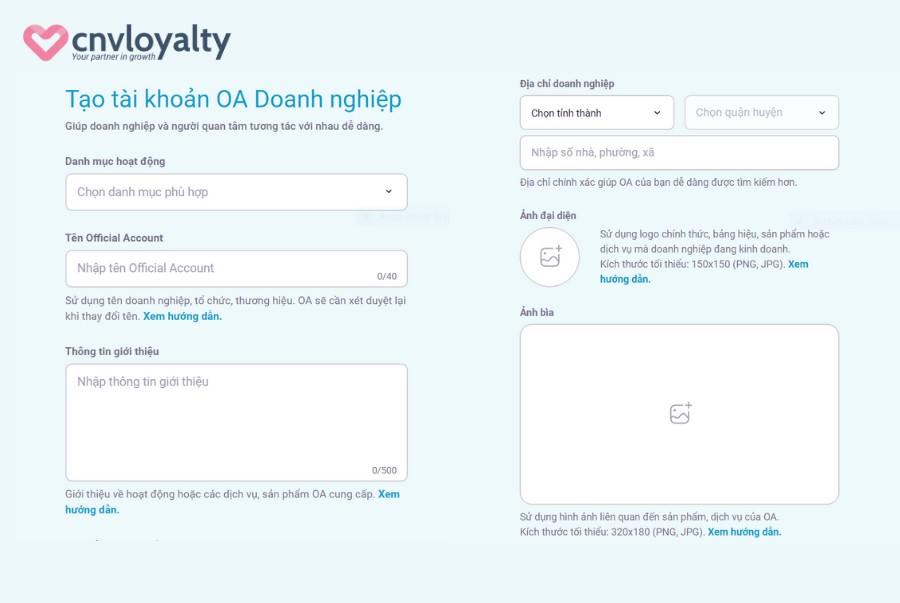 cnvloyalty
Your partner in growth
Tạo tài khoản OA Doanh nghiệp
Giúp doanh nghiệp và người quan tâm tương tác với nhau dễ dàng.
Danh mục hoạt động
Chọn danh mục phù hợp
Tên Official Account
Nhập tên Official Account
0/40
Sử dụng tên doanh nghiệp, tổ chức, thương hiệu. OA sẽ cần xét duyệt lại
khi thay đổi tên. Xem hướng dẫn.
Thông tin giới thiệu
Nhập thông tin giới thiệu
0/500
Giới thiệu về hoạt động hoặc các dịch vụ, sản phẩm OA cung cấp. Xem
hướng dẫn.
Địa chỉ doanh nghiệp
Chọn tỉnh thành
Chọn quận huyện
Nhập số nhà, phường, xã
Địa chỉ chính xác giúp OA của bạn dễ dàng được tìm kiếm hơn.
Ảnh đại diện
Sử dụng logo chính thức, bảng hiệu, sản phẩm hoặc
dịch vụ mà doanh nghiệp đang kinh doanh.
Kích thước tối thiểu: 150x150 (PNG, JPG). Xem
hướng dẫn.
Ảnh bìa
Sử dụng hình ảnh liên quan đến sản phẩm, dịch vụ của OA.
Kích thước tối thiểu: 320x180 (PNG, JPG). Xem hướng dẫn.